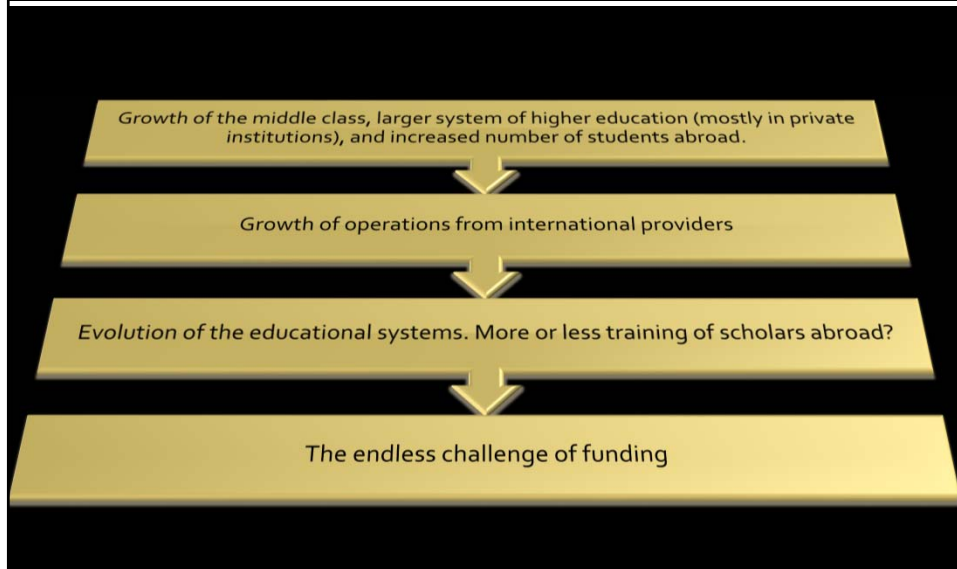 Growth of the middle class, larger system of higher education (mostly in private
institutions), and increased number of students abroad.
Growth of operations from international providers
Evolution of the educational systems. More or less training of scholars abroad?
The endless challenge of funding